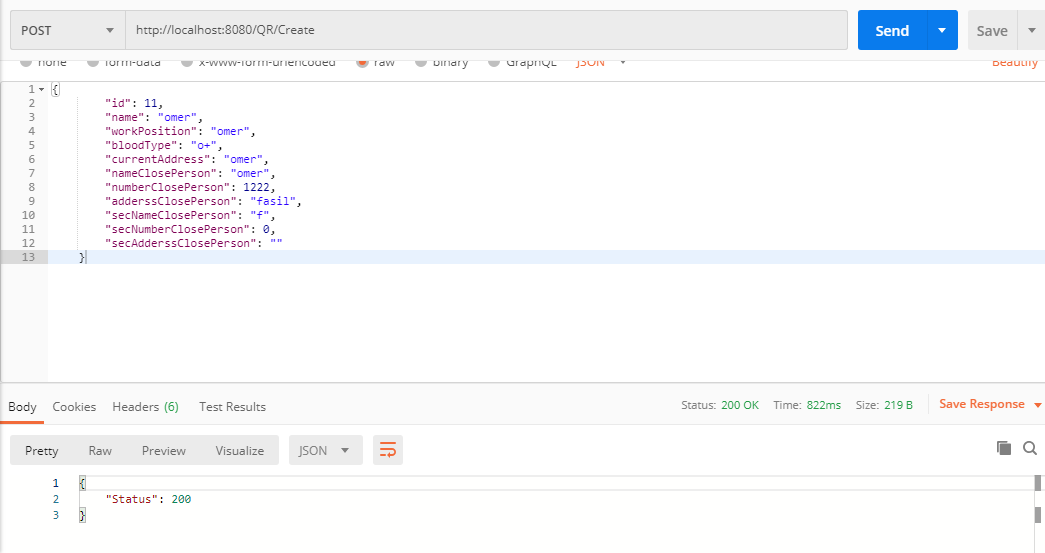 POST http://localhost:8080/QR/Create Send Save
none form-data x-www-form-urlencoded raw binary GraphQL JSON Beautify
1 {
2 "id": 11,
3 "name": "omer",
4 "workPosition": "omer",
5 "bloodType": "o+",
6 "currentAddress": "omer",
7 "nameClosePerson": "omer",
8 "numberClosePerson": 1222,
9 "adderssClosePerson": "fasil",
10 "secNameClosePerson": "f",
11 "secNumberClosePerson": 0,
12 "secAdderssClosePerson": ""
13 }
Body Cookies Headers (6) Test Results Status: 200 OK Time: 822ms Size: 219 B Save Response
Pretty Raw Preview Visualize JSON
1 {
2 "Status": 200
3 }